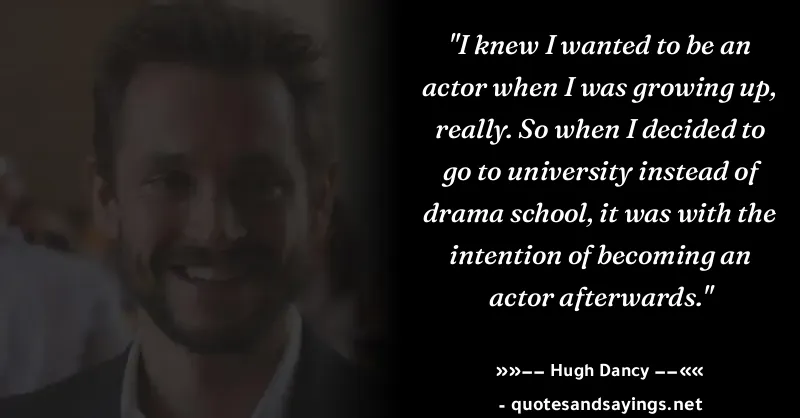 "I knew I wanted to be an
actor when I was growing up,
really. So when I decided to
go to university instead of
drama school, it was with the
intention of becoming an
actor afterwards."
»»—— Hugh Dancy ——««
- quotesandsayings.net